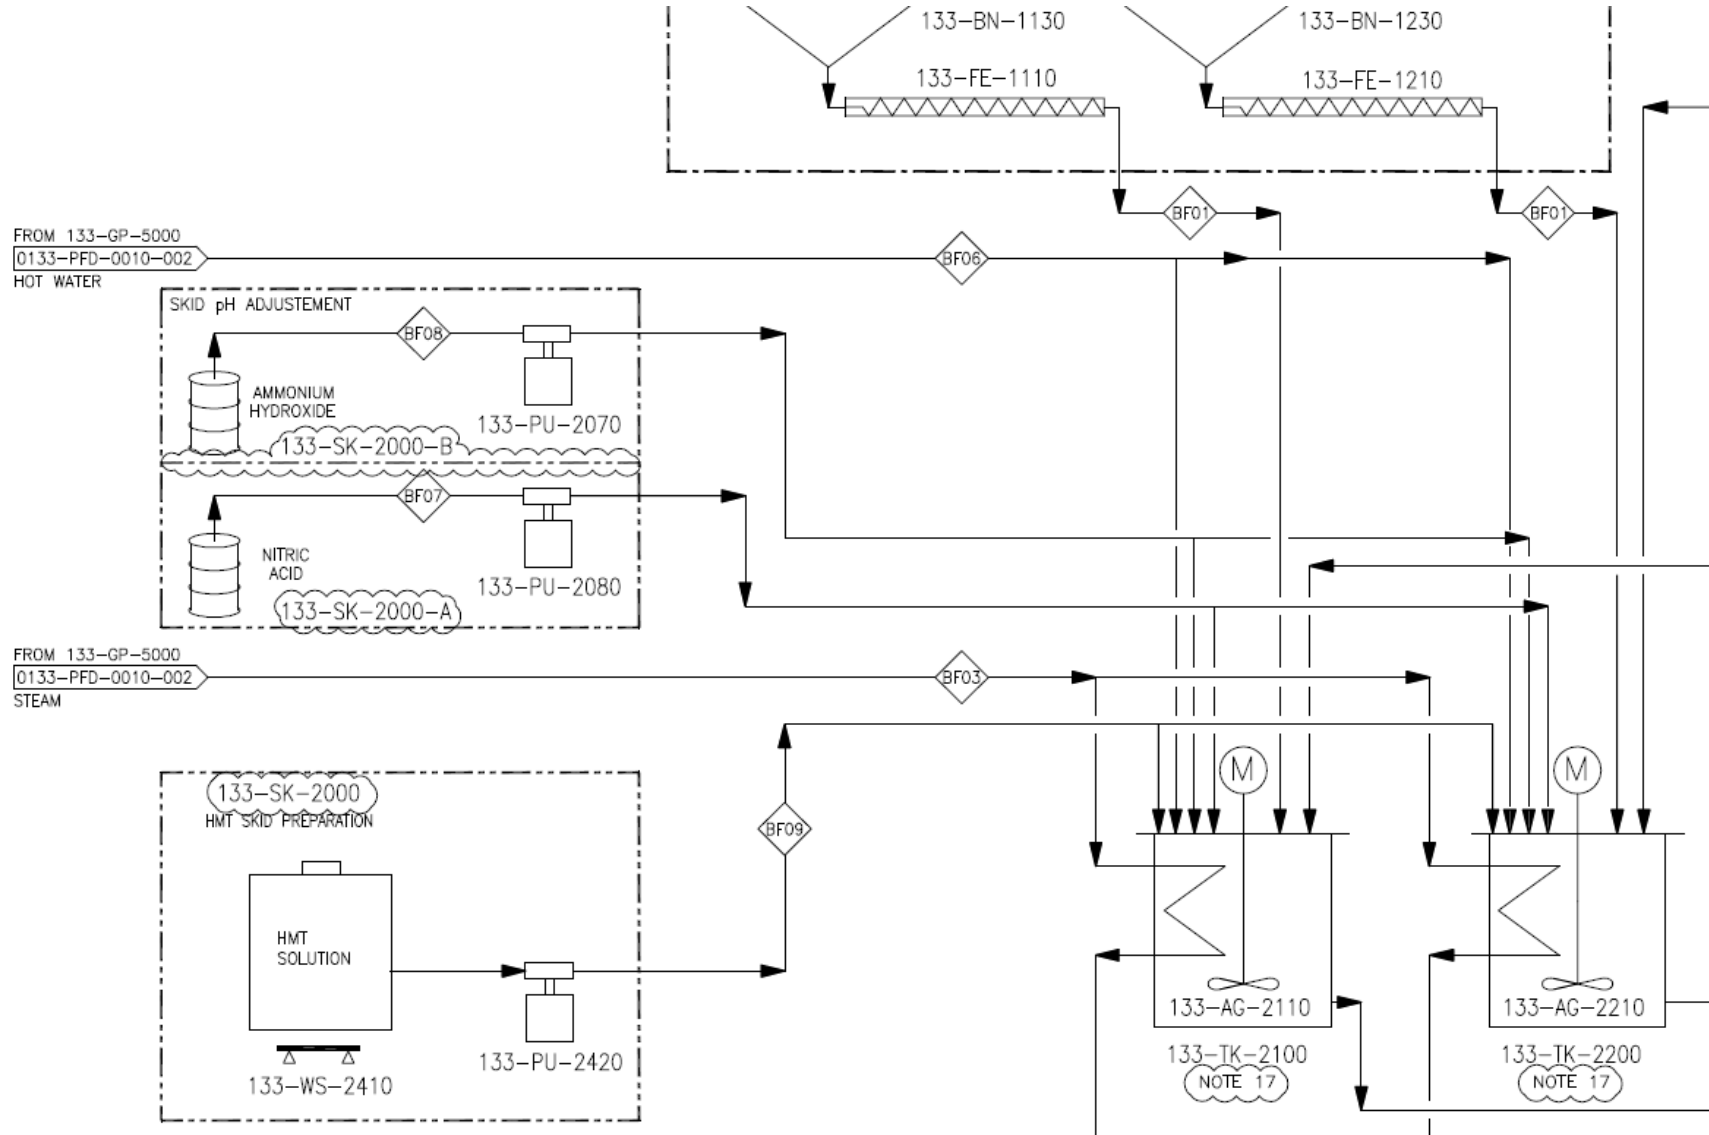 133-BN-1130
133-BN-1230
133-FE-1110
133-FE-1210
BF01
BF01
FROM 133-GP-5000
0133-PFD-0010-002
HOT WATER
BF06
SKID pH ADJUSTEMENT
BF08
AMMONIUM
HYDROXIDE
133-PU-2070
133-SK-2000-B
BF07
NITRIC
ACID
133-PU-2080
133-SK-2000-A
FROM 133-GP-5000
0133-PFD-0010-002
STEAM
BF03
133-SK-2000
HMT SKID PREPARATION
BF09
M
M
HMT
SOLUTION
133-PU-2420
133-WS-2410
133-AG-2110
133-AG-2210
133-TK-2100
133-TK-2200
NOTE 17
NOTE 17